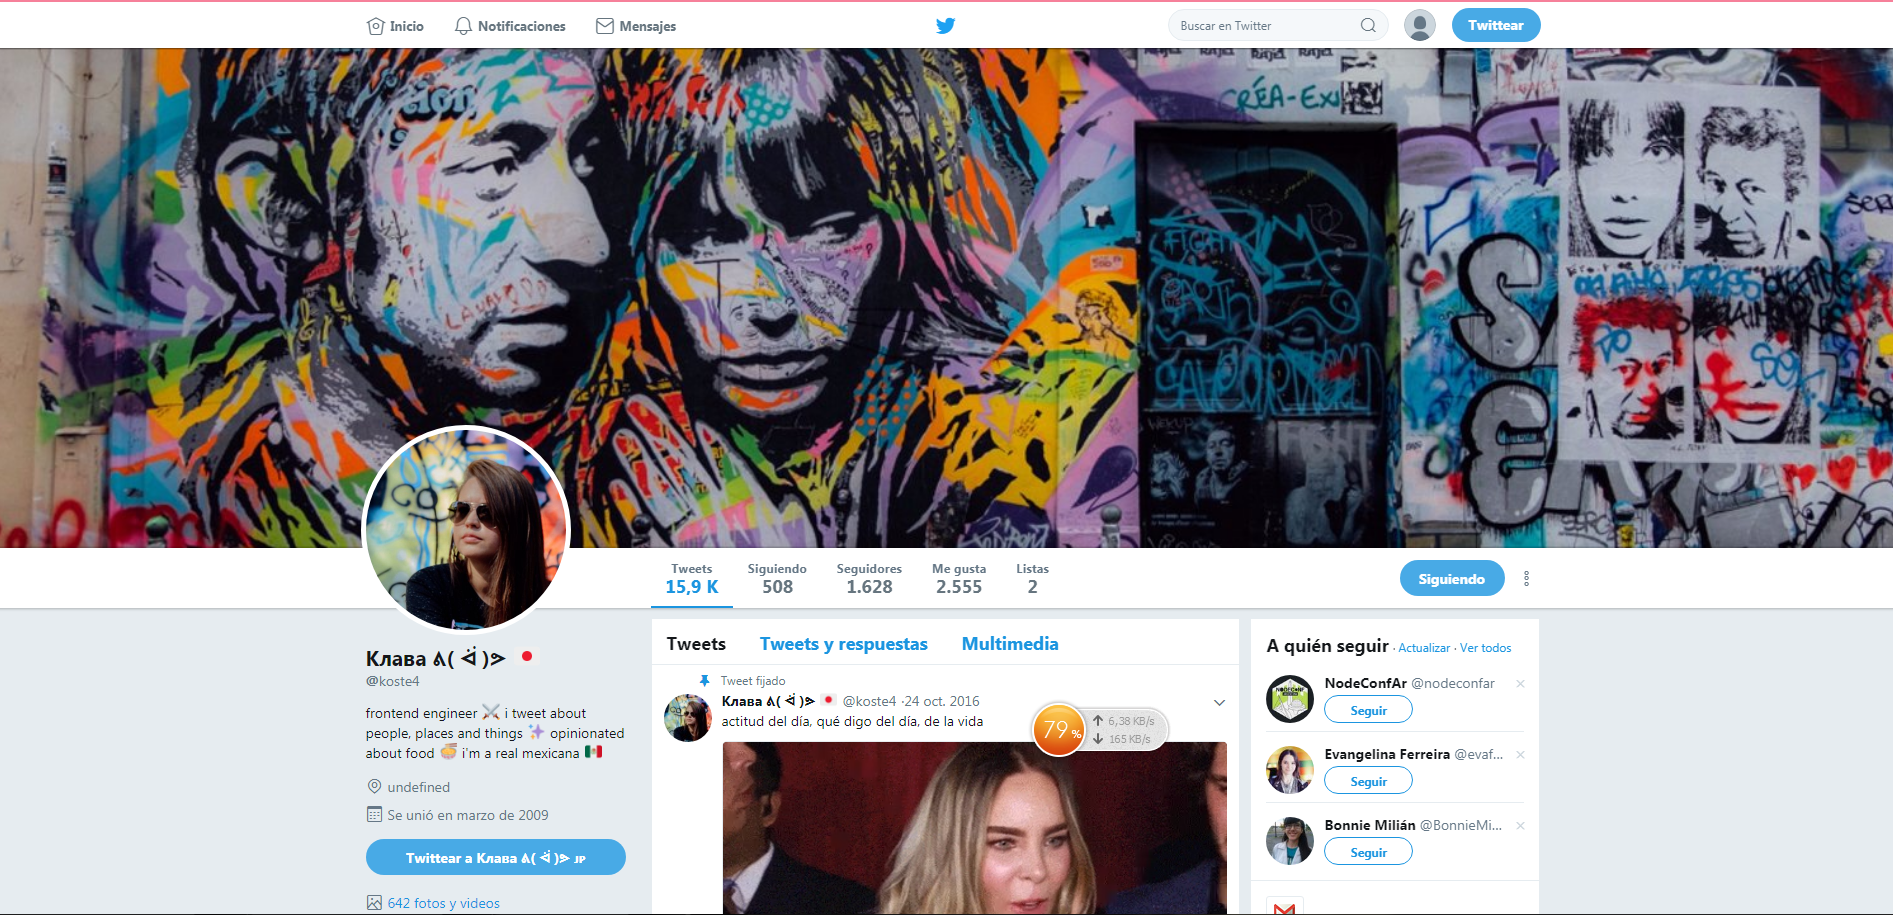 Inicio
Notificaciones
Mensajes
Buscar en Twitter
Twittear
CRÉA-EXI
Tweets
15,9 K
Siguiendo
508
Seguidores
1.628
Me gusta
2.555
Listas
2
Siguiendo
Клава ᕕ( ᐛ )ᕗ
@koste4
frontend engineer ⚔️ i tweet about
people, places and things ✨ opinionated
about food 🍜 i'm a real mexicana 🇲🇽
undefined
Se unió en marzo de 2009
Twittear a Клава ᕕ( ᐛ )ᕗ JP
642 fotos y videos
Tweets
Tweets y respuestas
Multimedia
Tweet fijado
Клава ᕕ( ᐛ )ᕗ 🇯🇵 @koste4 · 24 oct. 2016
actitud del día, qué digo del día, de la vida
79%
6,38 KB/s
165 KB/s
A quién seguir · Actualizar · Ver todos
NodeConfAr @nodeconfar
Seguir
Evangelina Ferreira @evaf...
Seguir
Bonnie Milián @BonnieMi...
Seguir